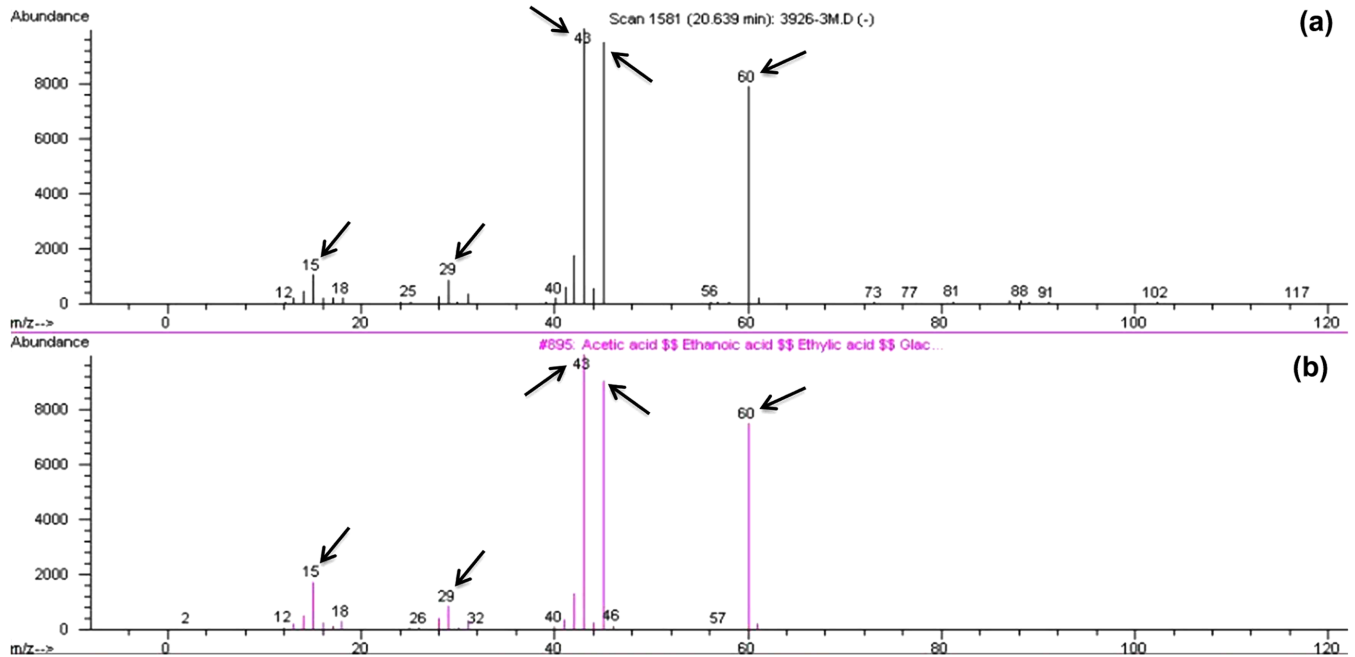 Abundance
Scan 1581 (20.639 min): 3926-3M.D (-)
(a)
43
60
8000
6000
4000
2000
15
29
12 18 25 40 56 73 77 81 88 91 102 117
0
m/z--> 0 20 40 60 80 100 120
Abundance
#895: Acetic acid $$ Ethanoic acid $$ Ethylic acid $$ Glac...
(b)
43
60
8000
6000
4000
2000
15
29
2 12 18 26 32 40 46 57
0
m/z--> 0 20 40 60 80 100 120